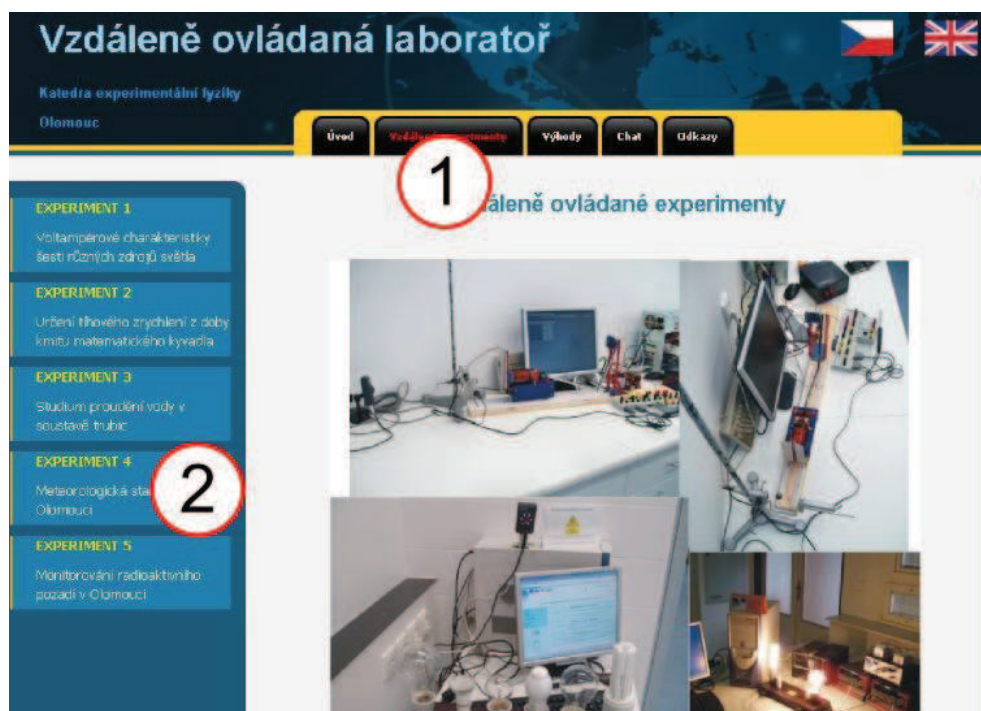 Vzdáleně ovládaná laboratoř
Katedra experimentální fyziky
Olomouc
Úvod
Výhody
Chat
Odkazy
1
áleně ovládané experimenty
EXPERIMENT 1
Voltampérové charakteristiky
šesti různých zdrojů světla
EXPERIMENT 2
Určení tíhového zrychlení z doby
kmitu matematického kyvadla
EXPERIMENT 3
Studium proudění vody v
soustavě trubic
EXPERIMENT 4
Meteorologická sta
Olomouci
2
EXPERIMENT 5
Monitorování radioaktivního
pozadí v Olomouci